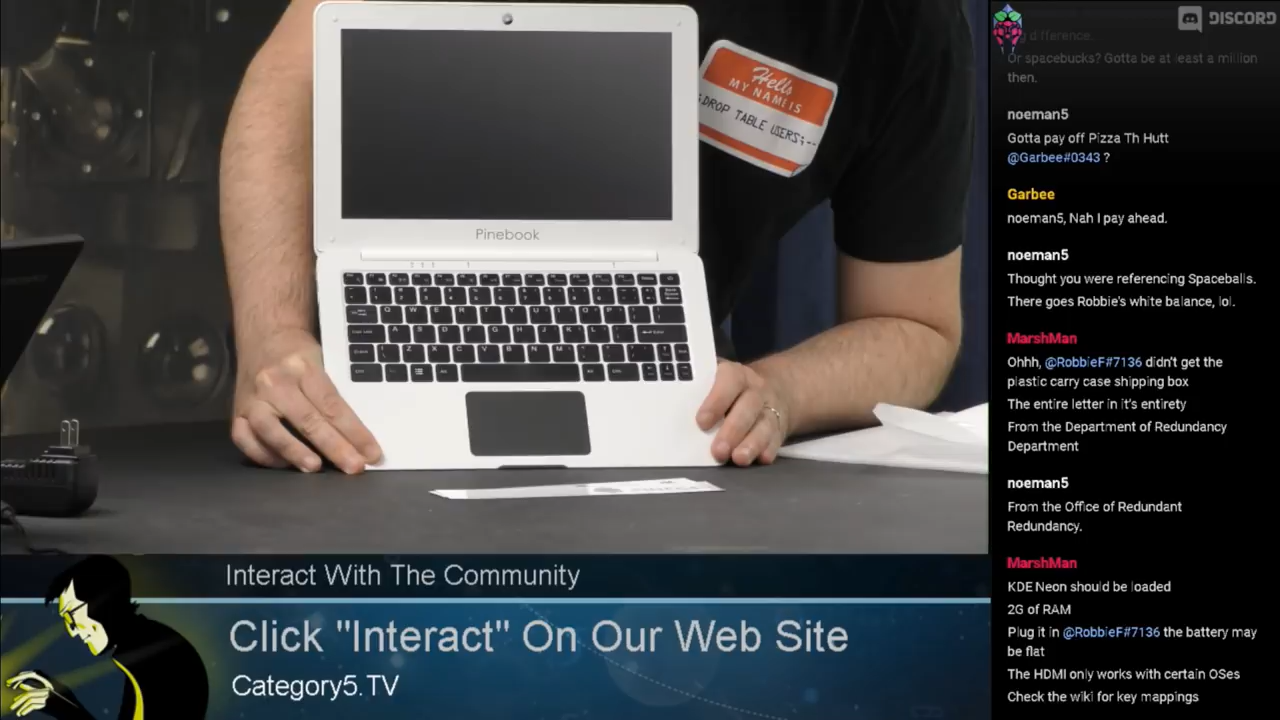 Hello
MY NAME IS
;DROP TABLE USERS;--
Pinebook
Interact With The Community
Click "Interact" On Our Web Site
Category5.TV
DISCORD
difference.
Or spacebucks? Gotta be at least a million
then.
noeman5
Gotta pay off Pizza Th Hutt
@Garbee#0343 ?
Garbee
noeman5, Nah I pay ahead.
noeman5
Thought you were referencing Spaceballs.
There goes Robbie's white balance, lol.
MarshMan
Ohhh, @RobbieF#7136 didn't get the
plastic carry case shipping box
The entire letter in it's entirety
From the Department of Redundancy
Department
noeman5
From the Office of Redundant
Redundancy.
MarshMan
KDE Neon should be loaded
2G of RAM
Plug it in @RobbieF#7136 the battery may
be flat
The HDMI only works with certain OSes
Check the wiki for key mappings